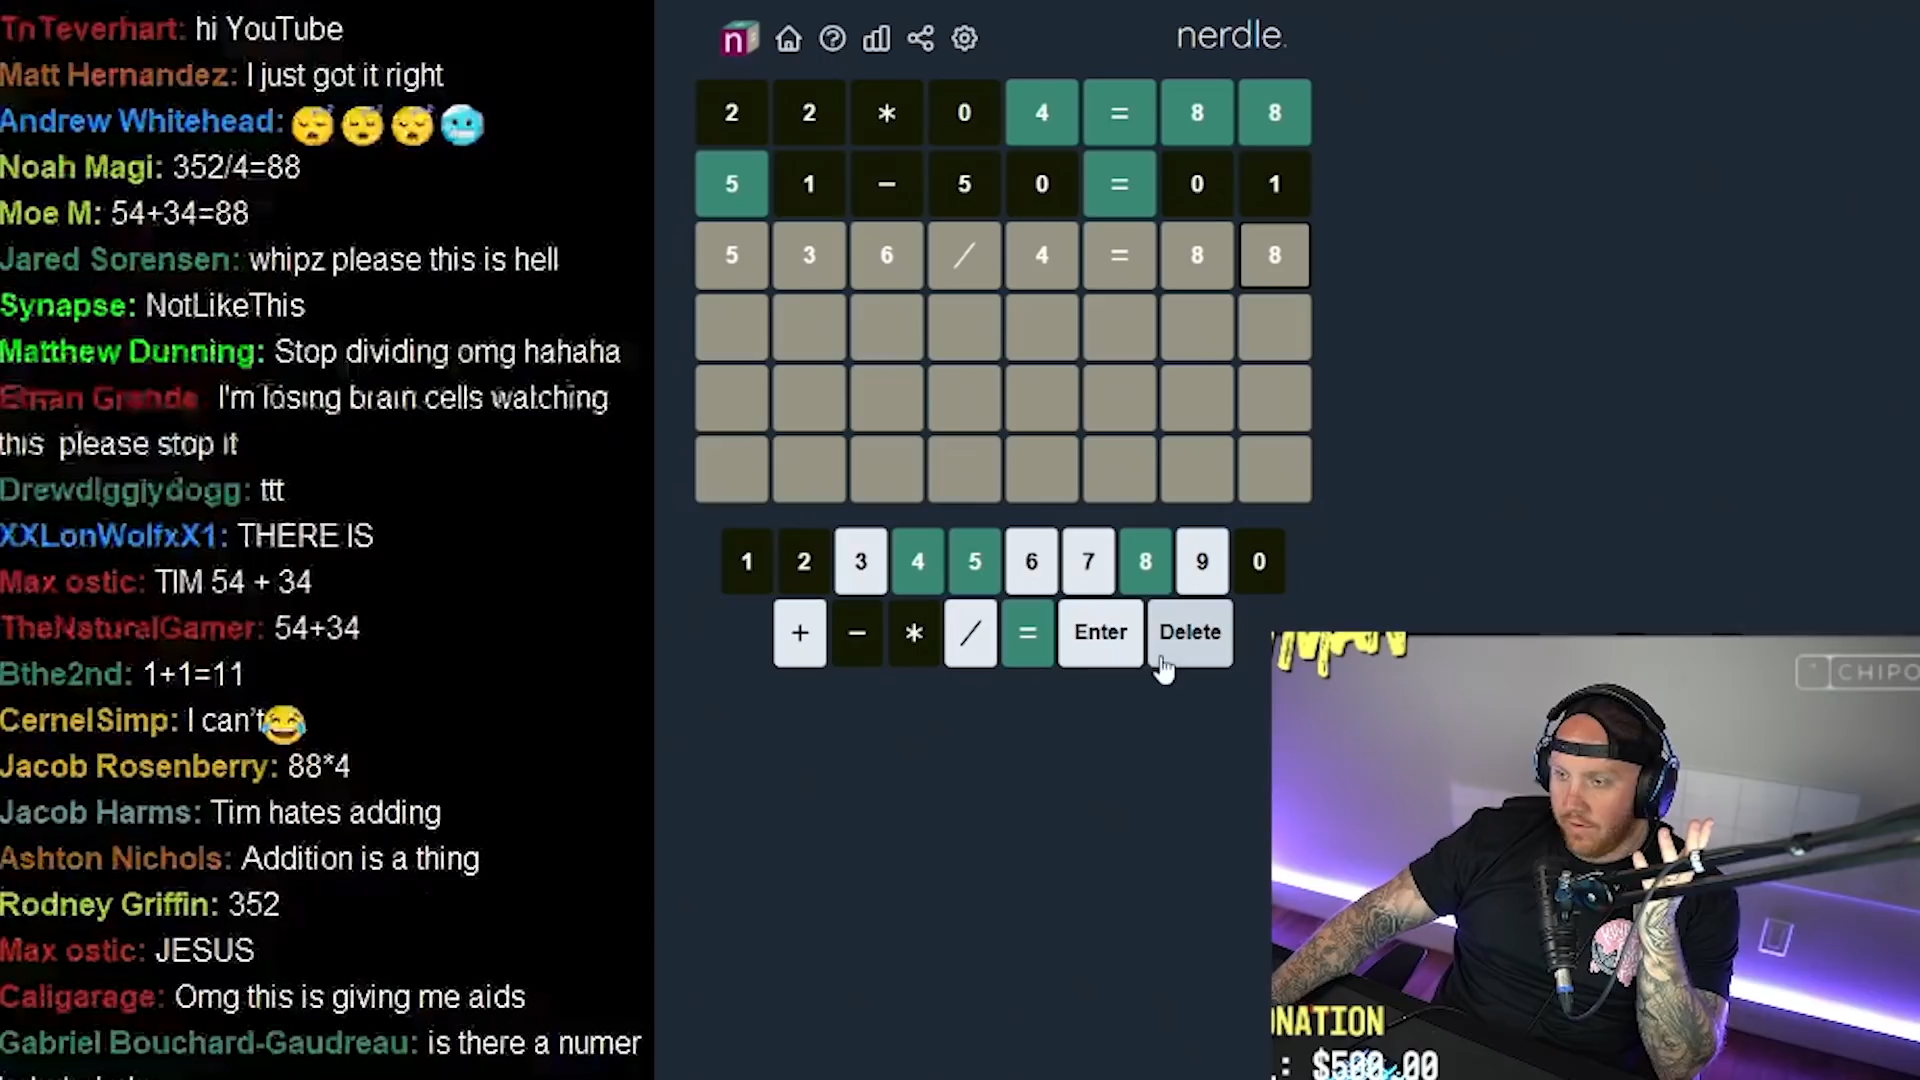 TnTeverhart: hi YouTube
Matt Hernandez: I just got it right
Andrew Whitehead: 😴😴😴🥶
Noah Magi: 352/4=88
Moe M: 54+34=88
Jared Sorensen: whipz please this is hell
Synapse: NotLikeThis
Matthew Dunning: Stop dividing omg hahaha
Ethan Grande I'm losing brain cells watching
this please stop it
Drewdiggiydogg: ttt
XXLonWolfxX1: THERE IS
Max ostic: TIM 54 + 34
TheNaturalGamer: 54+34
Bthe2nd: 1+1=11
CernelSimp: I can't😂
Jacob Rosenberry: 88*4
Jacob Harms: Tim hates adding
Ashton Nichols: Addition is a thing
Rodney Griffin: 352
Max ostic: JESUS
Caligarage: Omg this is giving me aids
Gabriel Bouchard-Gaudreau: is there a numer
n
nerdle.
2 2 * 0 4 = 8 8
5 1 - 5 0 = 0 1
5 3 6 / 4 = 8 8
1 2 3 4 5 6 7 8 9 0
+ - * / = Enter Delete
CHIPO
ONATION
: $500.00